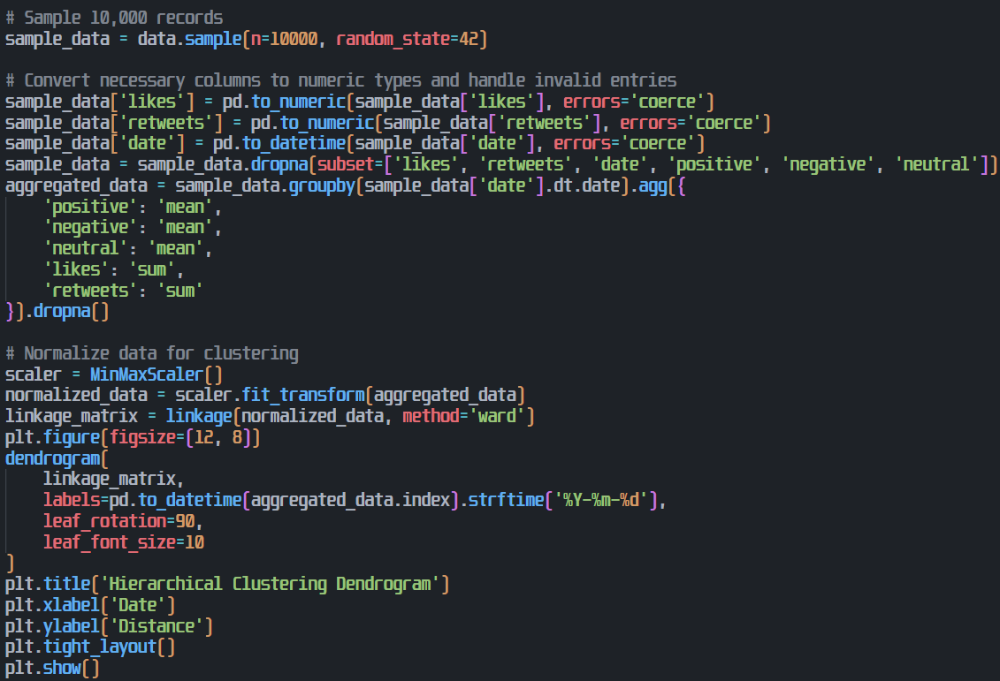 # Sample 10,000 records
sample_data = data.sample(n=10000, random_state=42)

# Convert necessary columns to numeric types and handle invalid entries
sample_data['likes'] = pd.to_numeric(sample_data['likes'], errors='coerce')
sample_data['retweets'] = pd.to_numeric(sample_data['retweets'], errors='coerce')
sample_data['date'] = pd.to_datetime(sample_data['date'], errors='coerce')
sample_data = sample_data.dropna(subset=['likes', 'retweets', 'date', 'positive', 'negative', 'neutral'])
aggregated_data = sample_data.groupby(sample_data['date'].dt.date).agg({
    'positive': 'mean',
    'negative': 'mean',
    'neutral': 'mean',
    'likes': 'sum',
    'retweets': 'sum'
}).dropna()

# Normalize data for clustering
scaler = MinMaxScaler()
normalized_data = scaler.fit_transform(aggregated_data)
linkage_matrix = linkage(normalized_data, method='ward')
plt.figure(figsize=(12, 8))
dendrogram(
    linkage_matrix,
    labels=pd.to_datetime(aggregated_data.index).strftime('%Y-%m-%d'),
    leaf_rotation=90,
    leaf_font_size=10
)
plt.title('Hierarchical Clustering Dendrogram')
plt.xlabel('Date')
plt.ylabel('Distance')
plt.tight_layout()
plt.show()